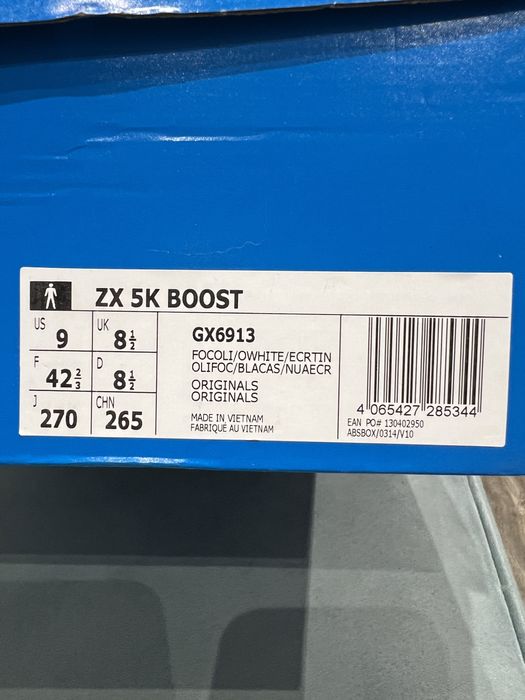 ZX 5K BOOST
US 9 UK 8½
F 42⅔ D 8½
J 270 CHN 265
GX6913
FOCOLI/OWHITE/ECRTIN
OLIFOC/BLACAS/NUAECR
ORIGINALS
ORIGINALS
MADE IN VIETNAM
FABRIQUÉ AU VIETNAM
4 065427 285344
EAN PO# 130402950
ABSBOX/0314/V10